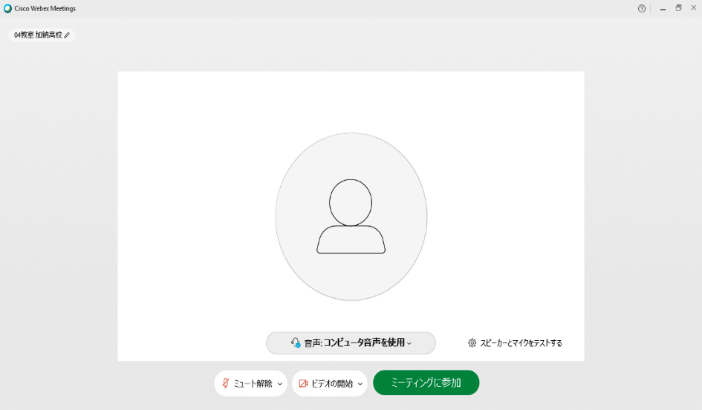 Cisco Webex Meetings
04教室 加納高校
音声: コンピュータ音声を使用
スピーカーとマイクをテストする
ミュート解除
ビデオの開始
ミーティングに参加